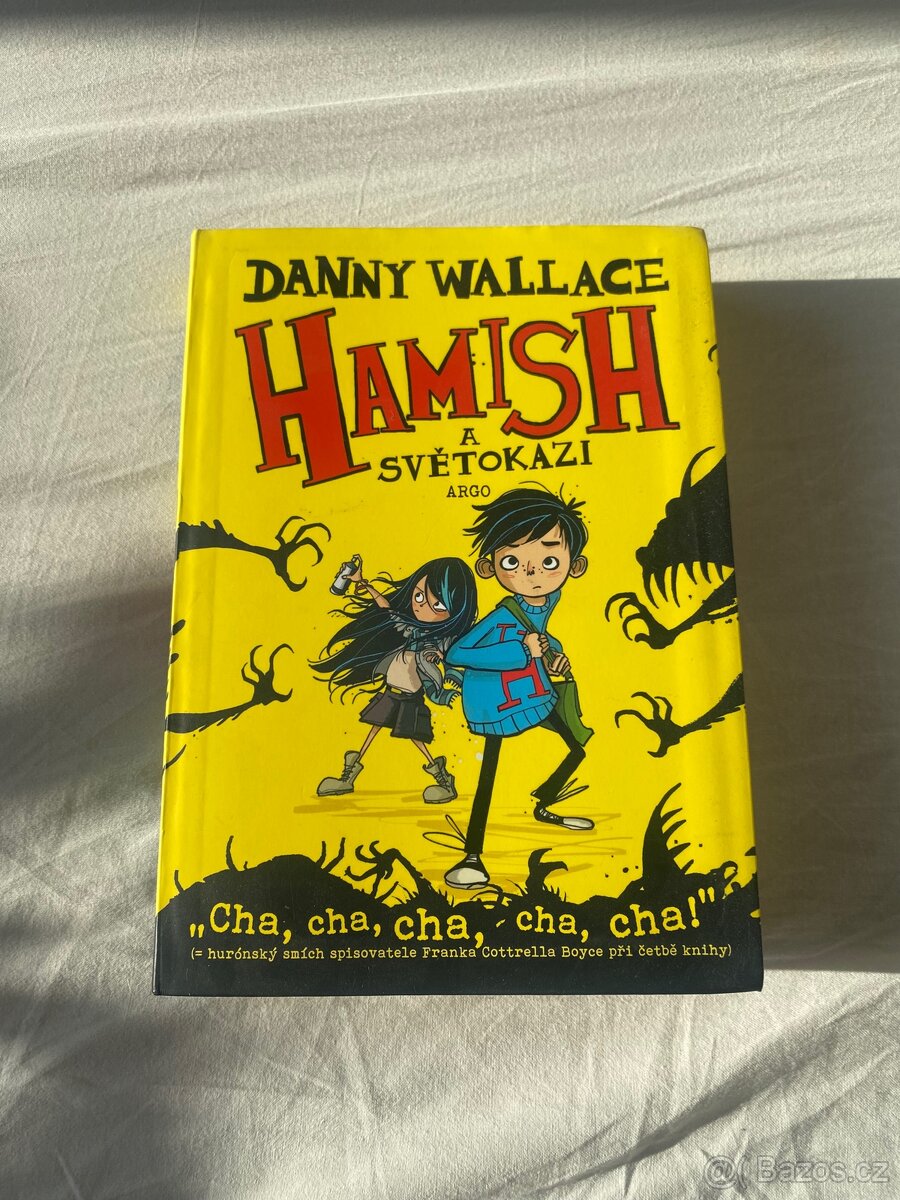 DANNY WALLACE
HAMISH
A
SVĚTOKAZI
ARGO
H
„Cha, cha, cha, cha, cha!"
(= hurónský smích spisovatele Franka Cottrella Boyce při četbě knihy)
@ Bazos.cz